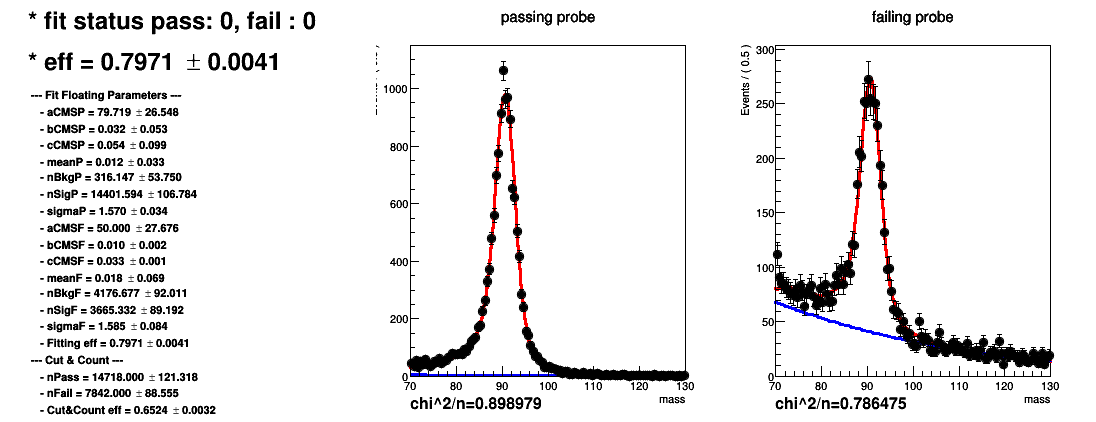 * fit status pass: 0, fail : 0
* eff = 0.7971 ± 0.0041
--- Fit Floating Parameters ---
- aCMSP = 79.719 ± 26.548
- bCMSP = 0.032 ± 0.053
- cCMSP = 0.054 ± 0.099
- meanP = 0.012 ± 0.033
- nBkgP = 316.147 ± 53.750
- nSigP = 14401.594 ± 106.784
- sigmaP = 1.570 ± 0.034
- aCMSF = 50.000 ± 27.676
- bCMSF = 0.010 ± 0.002
- cCMSF = 0.033 ± 0.001
- meanF = 0.018 ± 0.069
- nBkgF = 4176.677 ± 92.011
- nSigF = 3665.332 ± 89.192
- sigmaF = 1.585 ± 0.084
- Fitting eff = 0.7971 ± 0.0041
--- Cut & Count ---
- nPass = 14718.000 ± 121.318
- nFail = 7842.000 ± 88.555
- Cut&Count eff = 0.6524 ± 0.0032
passing probe
1000
800
600
400
200
0
70 80 90 100 110 120 130
mass
chi^2/n=0.898979
failing probe
Events / ( 0.5 )
300
250
200
150
100
50
0
70 80 90 100 110 120 130
mass
chi^2/n=0.786475